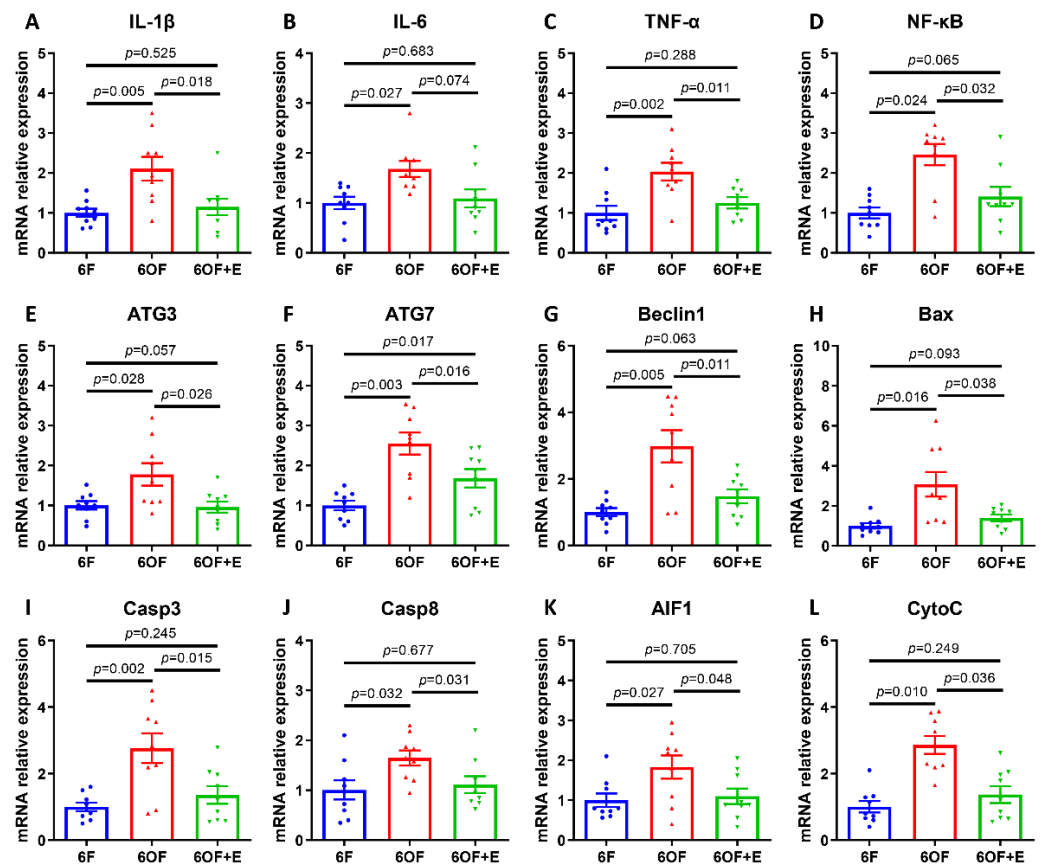 A IL-1β
mRNA relative expression
5
4
3
2
1
0
p=0.525
p=0.005
p=0.018
6F 6OF 6OF+E
B IL-6
mRNA relative expression
4
3
2
1
0
p=0.683
p=0.027
p=0.074
6F 6OF 6OF+E
C TNF-α
mRNA relative expression
5
4
3
2
1
0
p=0.288
p=0.002
p=0.011
6F 6OF 6OF+E
D NF-κB
mRNA relative expression
5
4
3
2
1
0
p=0.065
p=0.024
p=0.032
6F 6OF 6OF+E
E ATG3
mRNA relative expression
5
4
3
2
1
0
p=0.057
p=0.028
p=0.026
6F 6OF 6OF+E
F ATG7
mRNA relative expression
5
4
3
2
1
0
p=0.017
p=0.003
p=0.016
6F 6OF 6OF+E
G Beclin1
mRNA relative expression
6
4
2
0
p=0.063
p=0.005
p=0.011
6F 6OF 6OF+E
H Bax
mRNA relative expression
10
8
6
4
2
0
p=0.093
p=0.016
p=0.038
6F 6OF 6OF+E
I Casp3
mRNA relative expression
6
4
2
0
p=0.245
p=0.002
p=0.015
6F 6OF 6OF+E
J Casp8
mRNA relative expression
4
3
2
1
0
p=0.677
p=0.032
p=0.031
6F 6OF 6OF+E
K AIF1
mRNA relative expression
5
4
3
2
1
0
p=0.705
p=0.027
p=0.048
6F 6OF 6OF+E
L CytoC
mRNA relative expression
6
4
2
0
p=0.249
p=0.010
p=0.036
6F 6OF 6OF+E